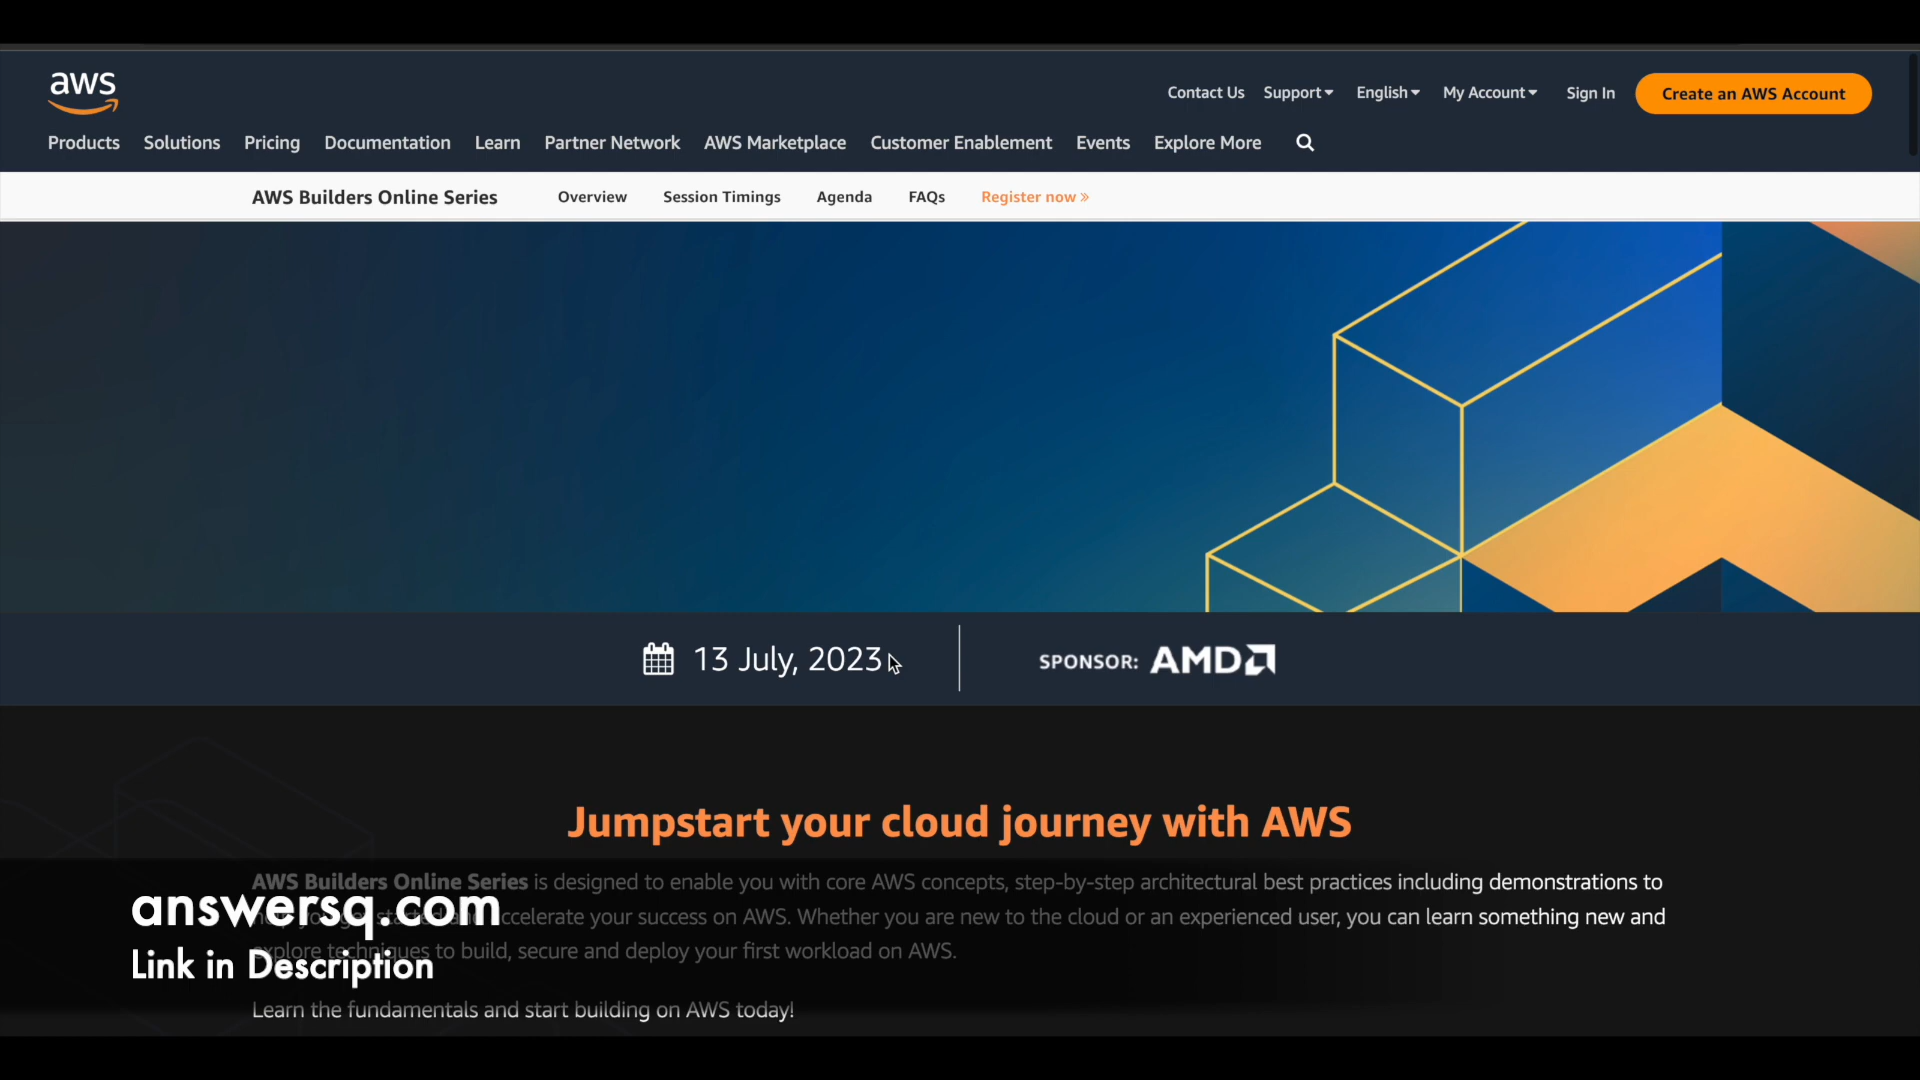 aws
Contact Us Support English My Account Sign In Create an AWS Account
Products Solutions Pricing Documentation Learn Partner Network AWS Marketplace Customer Enablement Events Explore More
AWS Builders Online Series Overview Session Timings Agenda FAQs Register now »
13 July, 2023 SPONSOR: AMD
Jumpstart your cloud journey with AWS
AWS Builders Online Series is designed to enable you with core AWS concepts, step-by-step architectural best practices including demonstrations to
accelerate your success on AWS. Whether you are new to the cloud or an experienced user, you can learn something new and
explore techniques to build, secure and deploy your first workload on AWS.
Learn the fundamentals and start building on AWS today!
answersq.com
Link in Description